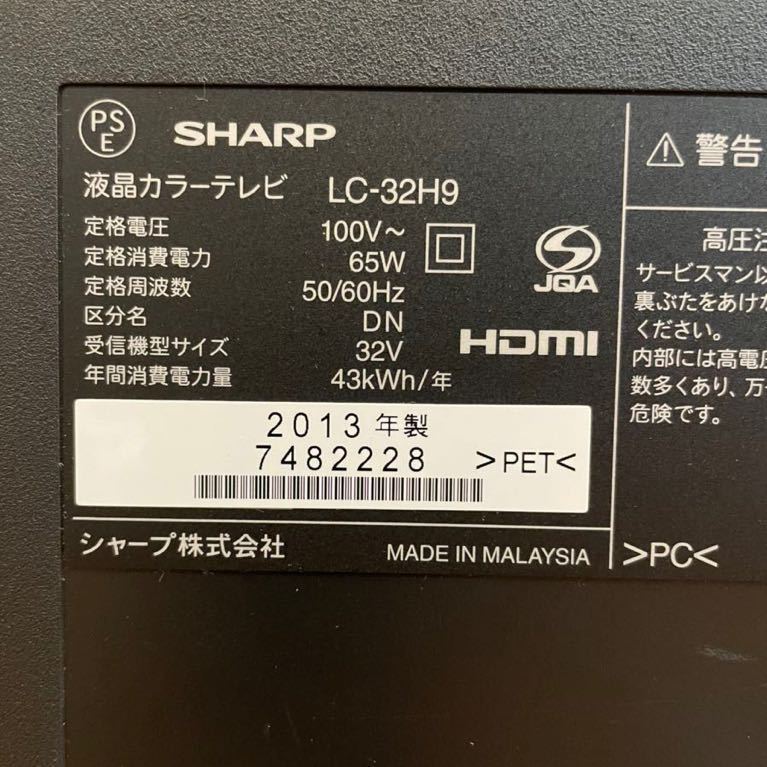 PS
E
SHARP
液晶カラーテレビ LC-32H9
定格電圧 100V～
定格消費電力 65W
定格周波数 50/60Hz
区分名 DN
受信機型サイズ 32V
年間消費電力量 43kWh/年
JQA
HDMI
2013 年製
7482228 >PET<
シャープ株式会社 MADE IN MALAYSIA
警告
高圧注
サービスマン以
裏ぶたをあけな
ください。
内部には高電圧
数多くあり、万一
危険です。
>PC<